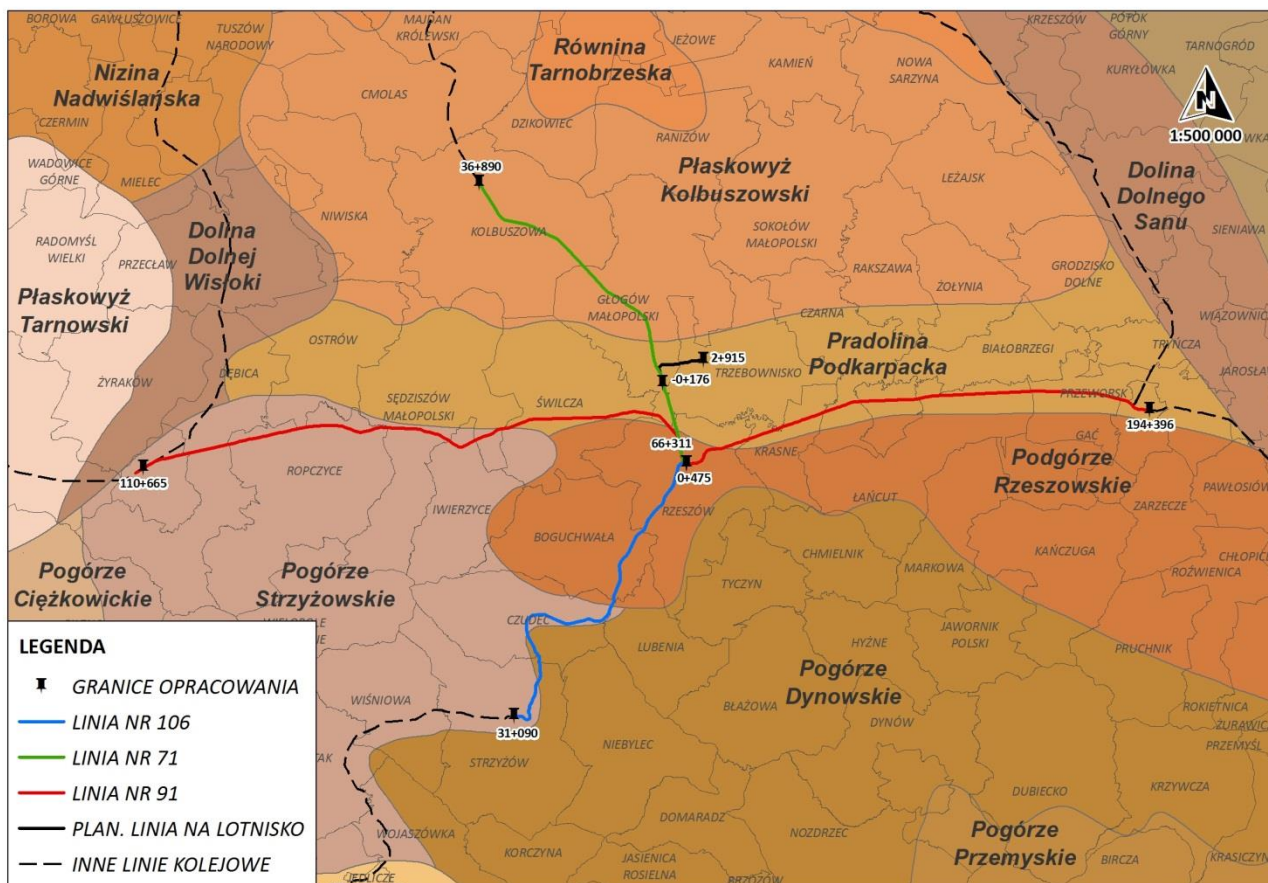 BOROWA
GAWŁUSZOWICE
TUSZÓW
NARODOWY
MAJDAN
KRÓLEWSKI
Równina
Tarnobrzeska
JEŻOWE
KAMIEŃ
NOWA
SARZYNA
KRZESZÓW
POTOK
GÓRNY
TARNOGRÓD
KURYŁÓWKA
N
1:500 000
Nizina
Nadwiślańska
CMOLAS
CZERMIN
DZIKOWIEC
RANIŻÓW
WADOWICE
GÓRNE
MIELEC
36+890
Płaskowyż
Kolbuszowski
LEŻAJSK
Dolina
Dolnego
Sanu
NIWISKA
KOLBUSZOWA
SOKOŁÓW
MAŁOPOLSKI
SIENIAWA
RADOMYŚL
WIELKI
PRZECŁAW
Dolina
Dolnej
Wisłoki
RAKSZAWA
GRODZISKO
DOLNE
ŻOŁYNIA
Płaskowyż
Tarnowski
GŁOGÓW
MAŁOPOLSKI
CZARNA
WIĄZOWNIC
OSTRÓW
Pradolina
Podkarpacka
BIAŁOBRZEGI
TRYŃCZA
2+915
-0+176
TRZEBOWNISKO
ŻYRAKÓW
DĘBICA
SĘDZISZÓW
MAŁOPOLSKI
ŚWILCZA
PRZEWORSK
JAROSŁAW
194+396
66+311
0+475
KRASNE
GAĆ
Podgórze
Rzeszowskie
110+665
ROPCZYCE
IWIERZYCE
RZESZÓW
ŁAŃCUT
PAWŁOSIÓW
ZARZECZE
BOGUCHWAŁA
KAŃCZUGA
CHŁOPICE
ROŹWIENICA
Pogórze
Ciężkowickie
Pogórze
Strzyżowskie
CHMIELNIK
MARKOWA
TYCZYN
CZUDEC
LUBENIA
HYŻNE
JAWORNIK
POLSKI
PRUCHNIK
Pogórze
Dynowskie
WIŚNIOWA
BŁAŻOWA
DYNÓW
ROKIETNICA
ŻURAWICA
PRZEMYŚL
31+090
STRZYŻÓW
NIEBYLEC
DUBIECKO
KRZYWCZA
DOMARADZ
NOZDRZEC
WOJASZÓWKA
KORCZYNA
JASIENICA
ROSIELNA
BRZOZÓW
Pogórze
Przemyskie
BIRCZA
KRASICZYN
JEDLICZE
LEGENDA
GRANICE OPRACOWANIA
LINIA NR 106
LINIA NR 71
LINIA NR 91
PLAN. LINIA NA LOTNISKO
INNE LINIE KOLEJOWE